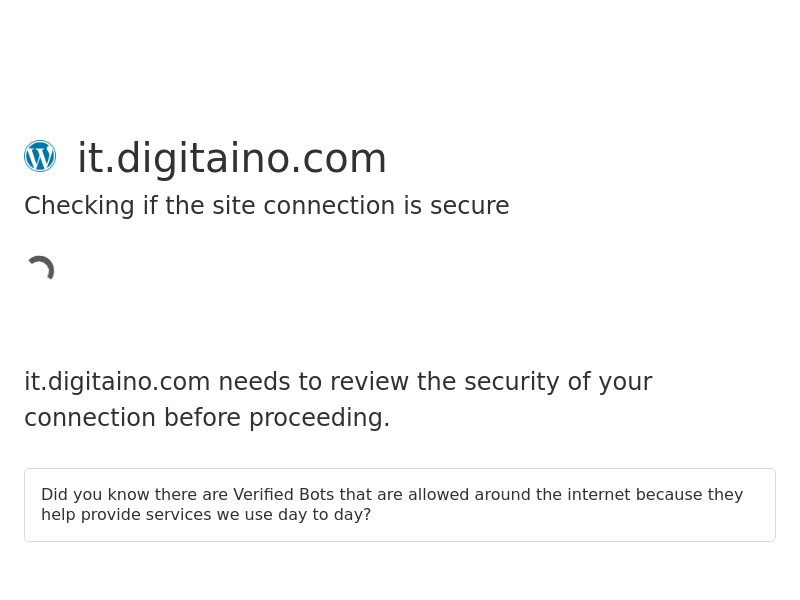 it.digitaino.com
Checking if the site connection is secure
it.digitaino.com needs to review the security of your
connection before proceeding.
Did you know there are Verified Bots that are allowed around the internet because they
help provide services we use day to day?